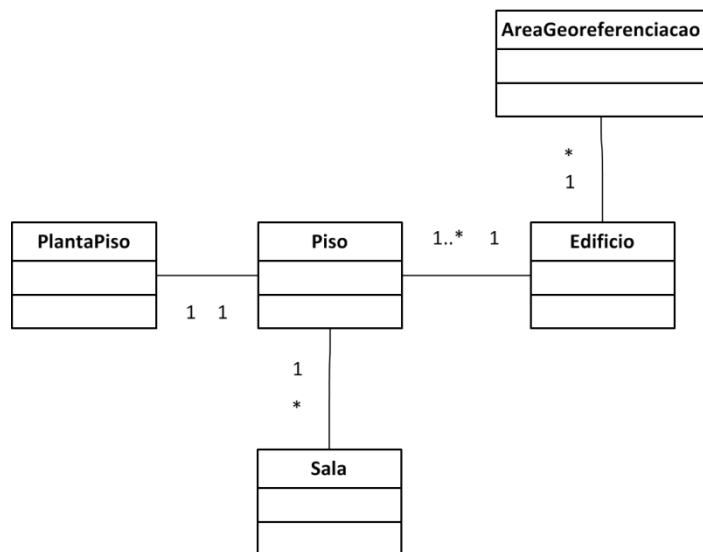 AreaGeoreferenciacao
*
1
PlantaPiso
Piso
1..* 1
Edificio
1 1
1
*
Sala